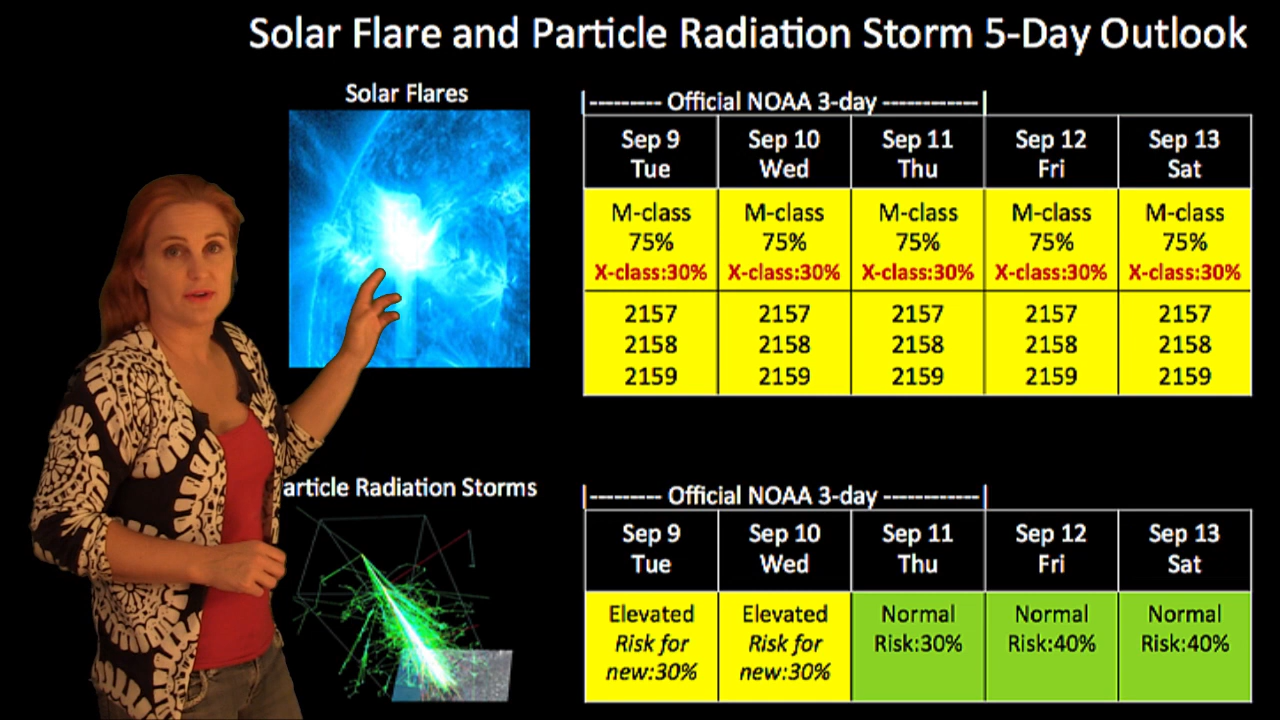 Solar Flare and Particle Radiation Storm 5-Day Outlook
Solar Flares
|--------- Official NOAA 3-day ------------|
Sep 9 Sep 10 Sep 11 Sep 12 Sep 13
Tue Wed Thu Fri Sat
M-class M-class M-class M-class M-class
75% 75% 75% 75% 75%
X-class:30% X-class:30% X-class:30% X-class:30% X-class:30%
2157 2157 2157 2157 2157
2158 2158 2158 2158 2158
2159 2159 2159 2159 2159
article Radiation Storms
|--------- Official NOAA 3-day ------------|
Sep 9 Sep 10 Sep 11 Sep 12 Sep 13
Tue Wed Thu Fri Sat
Elevated Elevated Normal Normal Normal
Risk for Risk for Risk:30% Risk:40% Risk:40%
new:30% new:30%